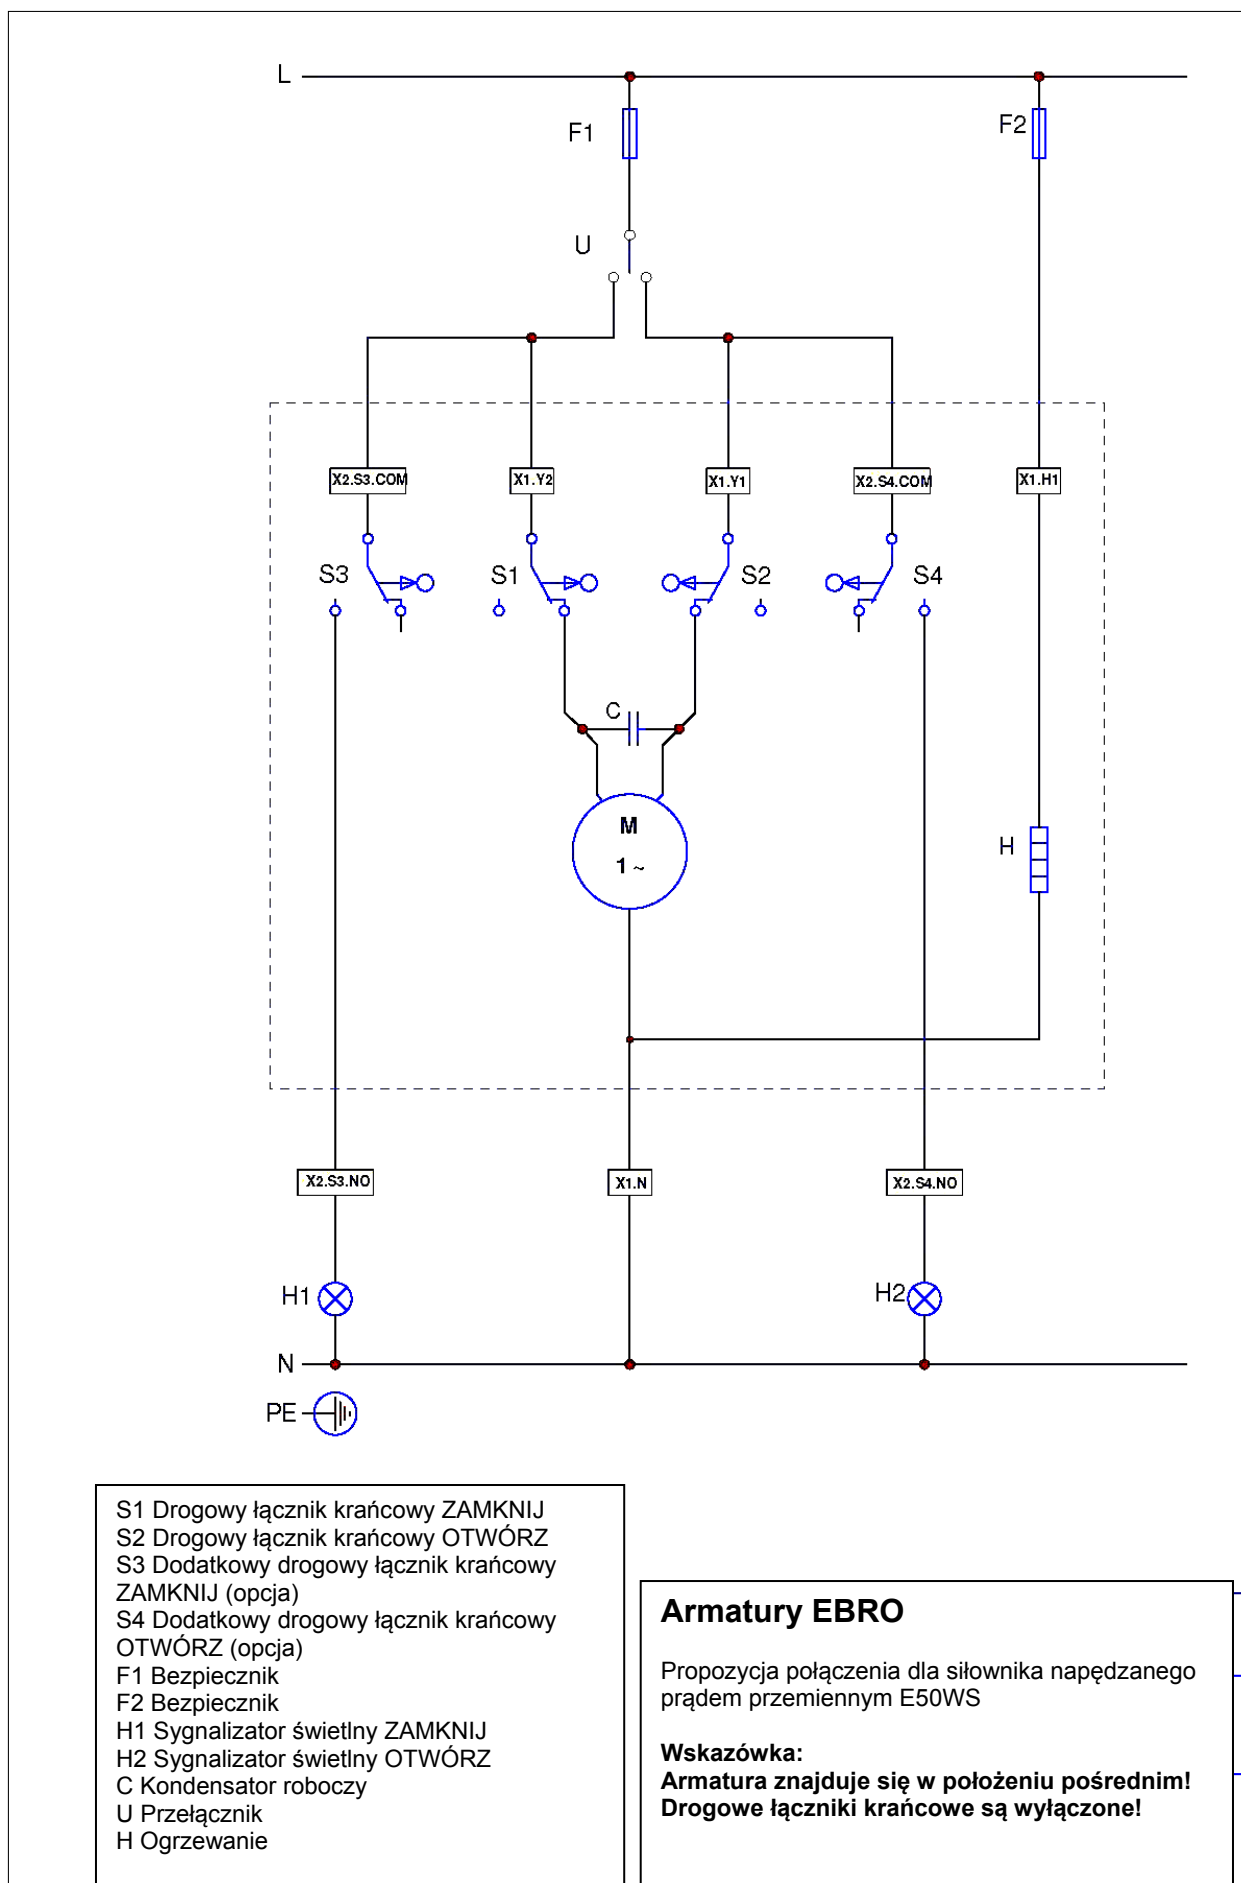 L
F1
F2
U
X2.S3.COM
X1.Y2
X1.Y1
X2.S4.COM
X1.H1
S3
S1
S2
S4
C
M
1 ~
H
X2.S3.NO
X1.N
X2.S4.NO
H1
H2
N
PE
S1 Drogowy łącznik krańcowy ZAMKNIJ
S2 Drogowy łącznik krańcowy OTWÓRZ
S3 Dodatkowy drogowy łącznik krańcowy
ZAMKNIJ (opcja)
S4 Dodatkowy drogowy łącznik krańcowy
OTWÓRZ (opcja)
F1 Bezpiecznik
F2 Bezpiecznik
H1 Sygnalizator świetlny ZAMKNIJ
H2 Sygnalizator świetlny OTWÓRZ
C Kondensator roboczy
U Przełącznik
H Ogrzewanie
Armatury EBRO
Propozycja połączenia dla siłownika napędzanego
prądem przemiennym E50WS
Wskazówka:
Armatura znajduje się w położeniu pośrednim!
Drogowe łączniki krańcowe są wyłączone!